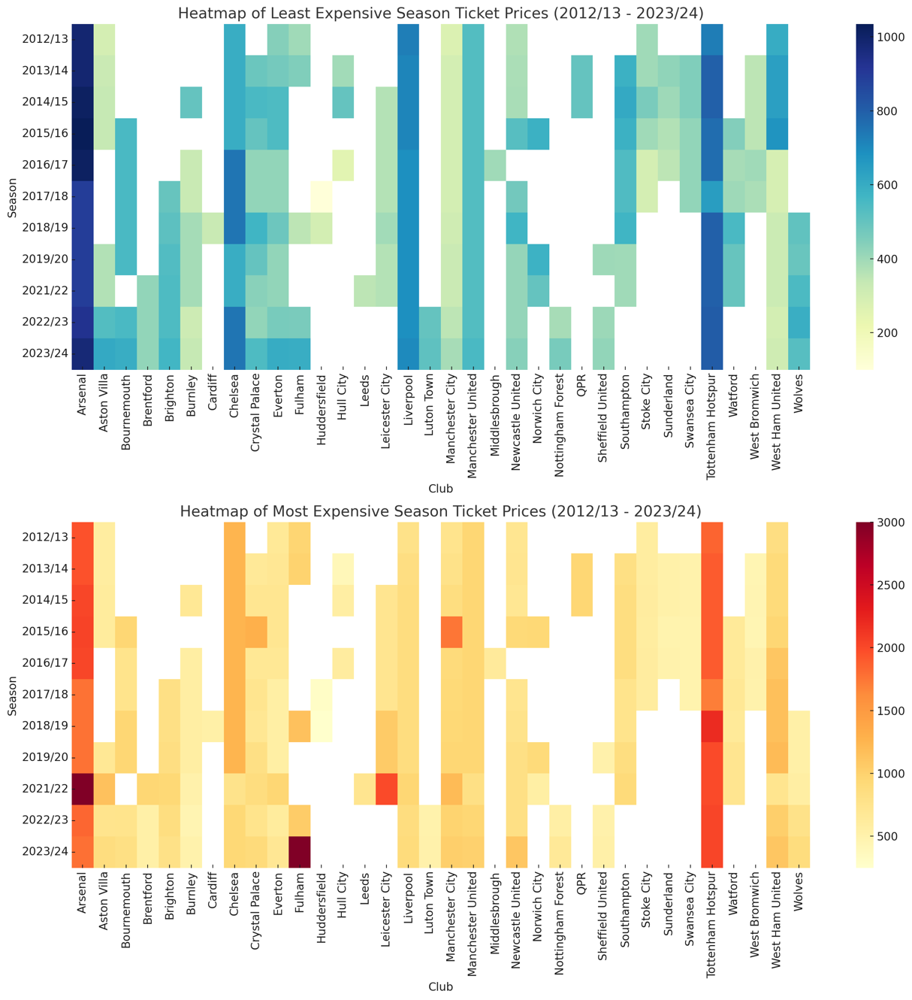 Heatmap of Least Expensive Season Ticket Prices (2012/13 - 2023/24)
Season
2012/13
2013/14
2014/15
2015/16
2016/17
2017/18
2018/19
2019/20
2021/22
2022/23
2023/24
Arsenal
Aston Villa
Bournemouth
Brentford
Brighton
Burnley
Cardiff
Chelsea
Crystal Palace
Everton
Fulham
Huddersfield
Hull City
Leeds
Leicester City
Liverpool
Luton Town
Manchester City
Manchester United
Middlesbrough
Newcastle United
Norwich City
Nottingham Forest
QPR
Sheffield United
Southampton
Stoke City
Sunderland
Swansea City
Tottenham Hotspur
Watford
West Bromwich
West Ham United
Wolves
Club
1000
800
600
400
200
Heatmap of Most Expensive Season Ticket Prices (2012/13 - 2023/24)
Season
2012/13
2013/14
2014/15
2015/16
2016/17
2017/18
2018/19
2019/20
2021/22
2022/23
2023/24
Arsenal
Aston Villa
Bournemouth
Brentford
Brighton
Burnley
Cardiff
Chelsea
Crystal Palace
Everton
Fulham
Huddersfield
Hull City
Leeds
Leicester City
Liverpool
Luton Town
Manchester City
Manchester United
Middlesbrough
Newcastle United
Norwich City
Nottingham Forest
QPR
Sheffield United
Southampton
Stoke City
Sunderland
Swansea City
Tottenham Hotspur
Watford
West Bromwich
West Ham United
Wolves
Club
3000
2500
2000
1500
1000
500